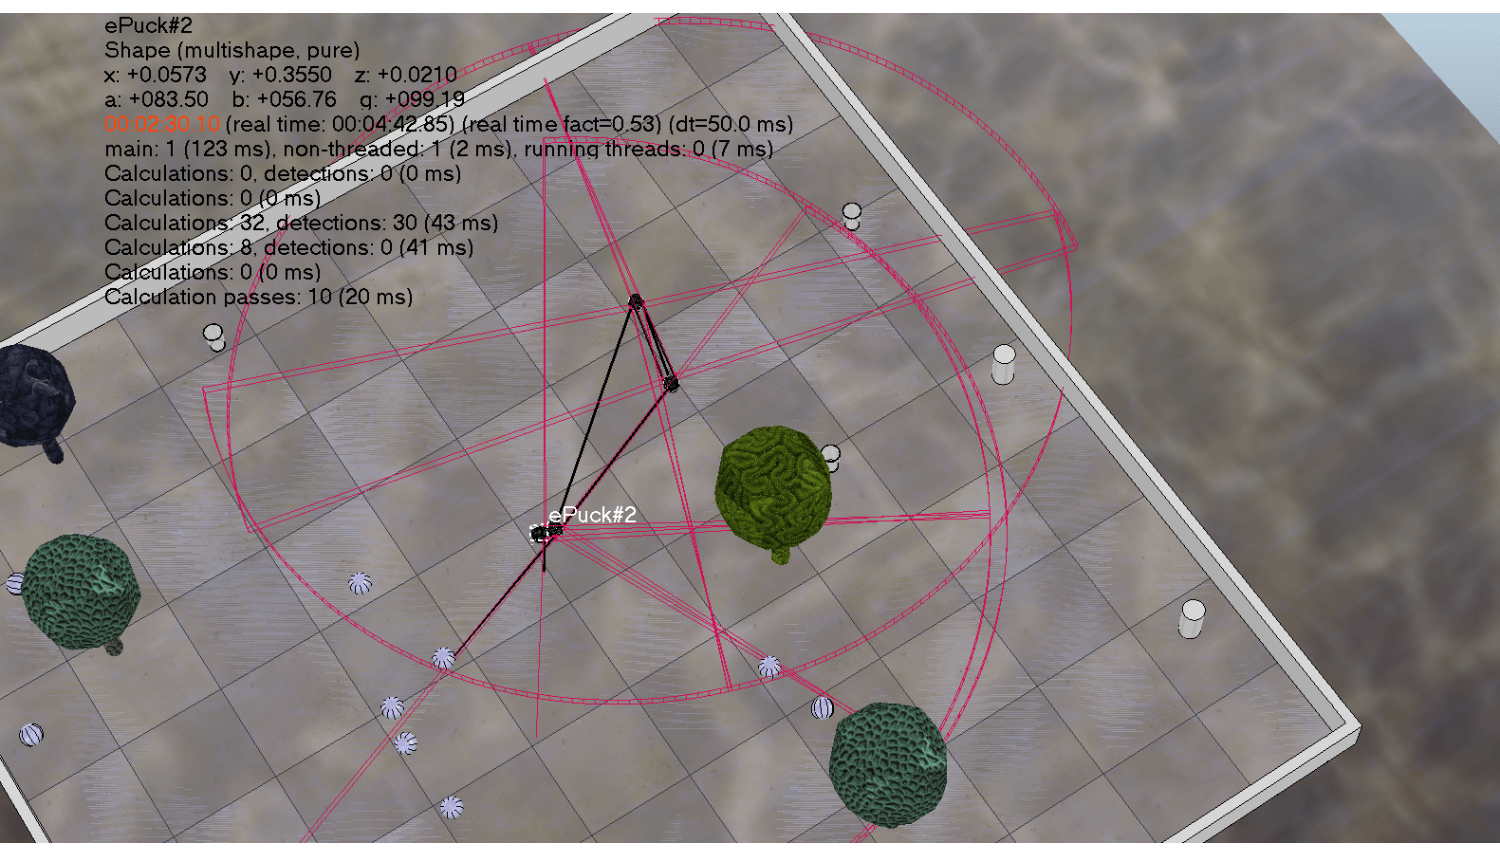 ePuck#2
Shape (multishape, pure)
x: +0.0573 y: +0.3550 z: +0.0210
a: +083.50 b: +056.76 g: +099.19
00:02:30.10 (real time: 00:04:42.85) (real time fact=0.53) (dt=50.0 ms)
main: 1 (123 ms), non-threaded: 1 (2 ms), running threads: 0 (7 ms)
Calculations: 0, detections: 0 (0 ms)
Calculations: 0 (0 ms)
Calculations: 32, detections: 30 (43 ms)
Calculations: 8, detections: 0 (41 ms)
Calculations: 0 (0 ms)
Calculation passes: 10 (20 ms)
ePuck#2